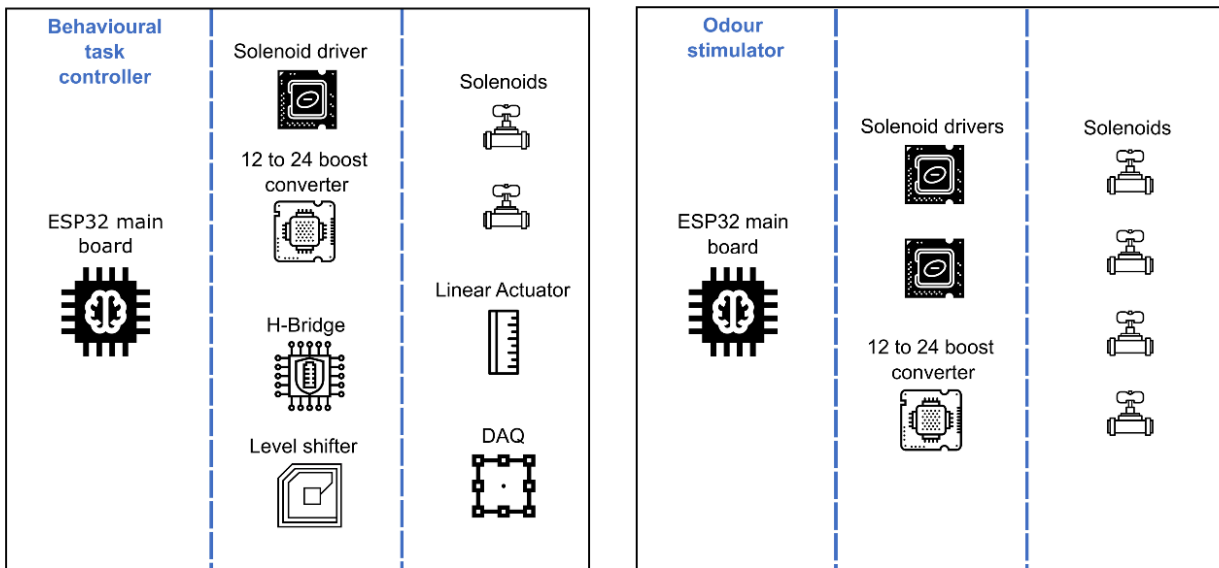 Behavioural
task
controller
ESP32 main
board
Solenoid driver
12 to 24 boost
converter
H-Bridge
Level shifter
Solenoids
Linear Actuator
DAQ
Odour
stimulator
ESP32 main
board
Solenoid drivers
12 to 24 boost
converter
Solenoids